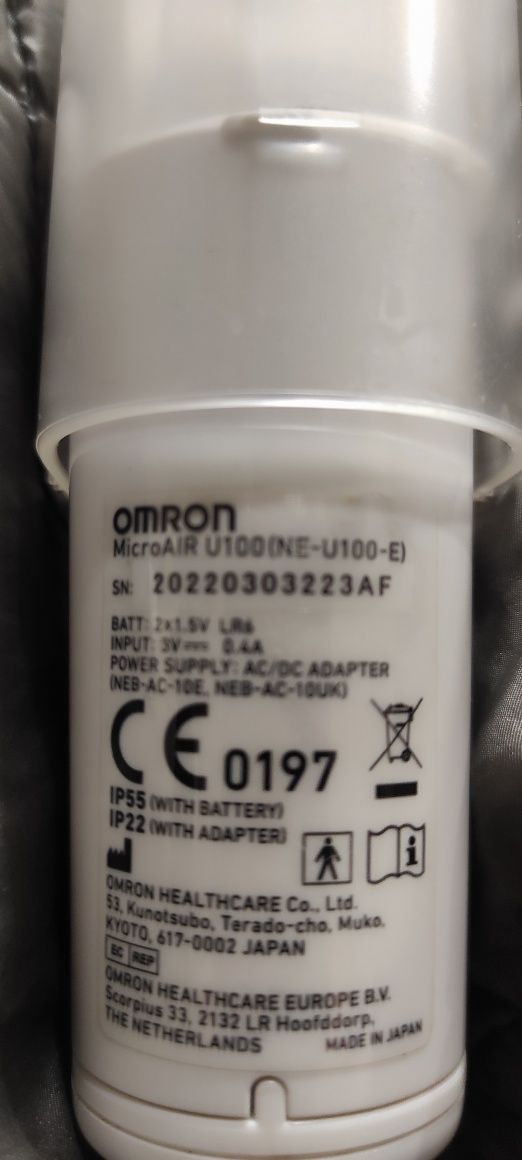 OMRON
MicroAIR U100(NE-U100-E)
SN: 20220303223AF
BATT: 2x1.5V LR6
INPUT: 3V⎓ 0.4A
POWER SUPPLY: AC/DC ADAPTER
(NEB-AC-10E, NEB-AC-10UK)
CE 0197
IP55 (WITH BATTERY)
IP22 (WITH ADAPTER)
OMRON HEALTHCARE Co., Ltd.
53, Kunotsubo, Terado-cho, Muko,
KYOTO, 617-0002 JAPAN
EC REP
OMRON HEALTHCARE EUROPE B.V.
Scorpius 33, 2132 LR Hoofddorp,
THE NETHERLANDS
MADE IN JAPAN